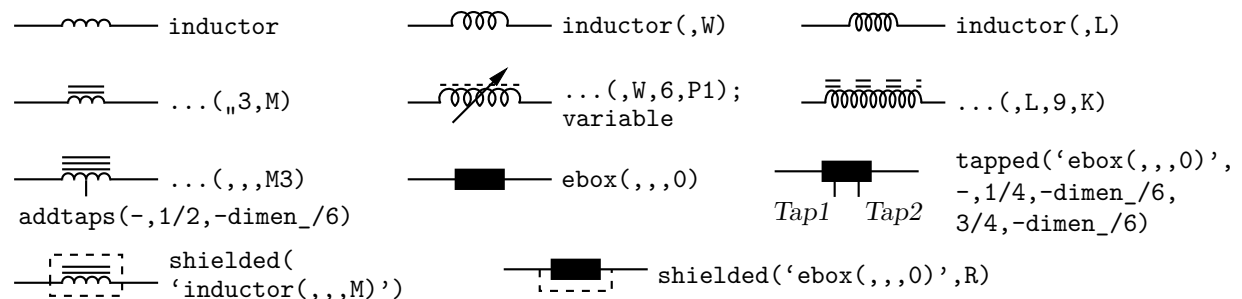 inductor
inductor(,W)
inductor(,L)
...(„3,M)
...(,W,6,P1);
variable
...(,L,9,K)
...(,,,M3)
addtaps(-,1/2,-dimen_/6)
ebox(,,,0)
Tap1 Tap2
tapped(‘ebox(,,,0)’,
-,1/4,-dimen_/6,
3/4,-dimen_/6)
shielded(
‘inductor(,,,M)’)
shielded(‘ebox(,,,0)’,R)